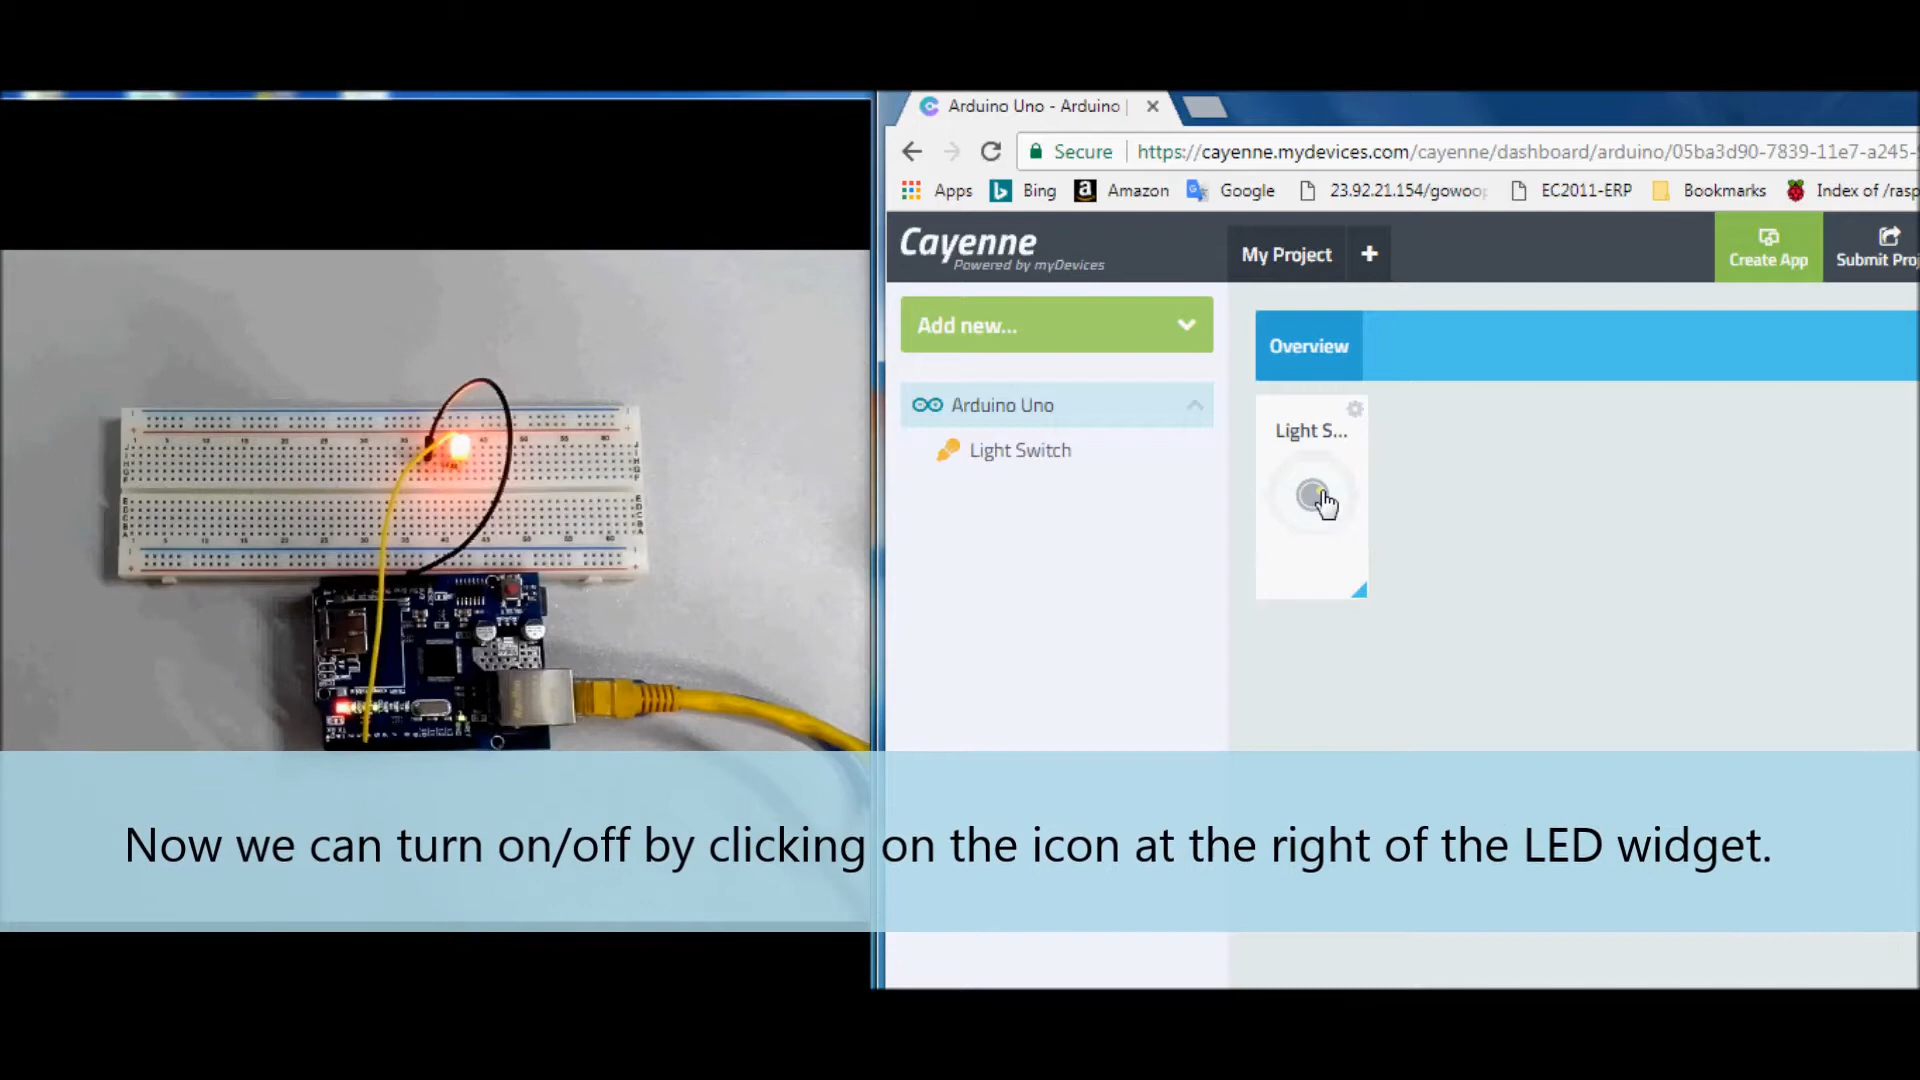 Arduino Uno - Arduino |
Secure | https://cayenne.mydevices.com/cayenne/dashboard/arduino/05ba3d90-7839-11e7-a245-
Apps Bing Amazon Google 23.92.21.154/gowoop EC2011-ERP Bookmarks Index of /rasp
Cayenne
Powered by myDevices
My Project +
Create App
Submit Proj
Add new...
Overview
Arduino Uno
Light Switch
Light S...
Now we can turn on/off by clicking on the icon at the right of the LED widget.